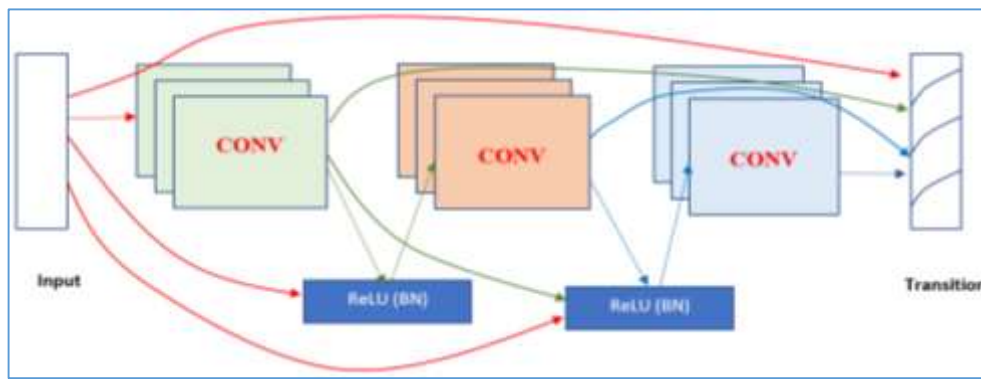 CONV
CONV
CONV
Input
ReLU (BN)
ReLU (BN)
Transition